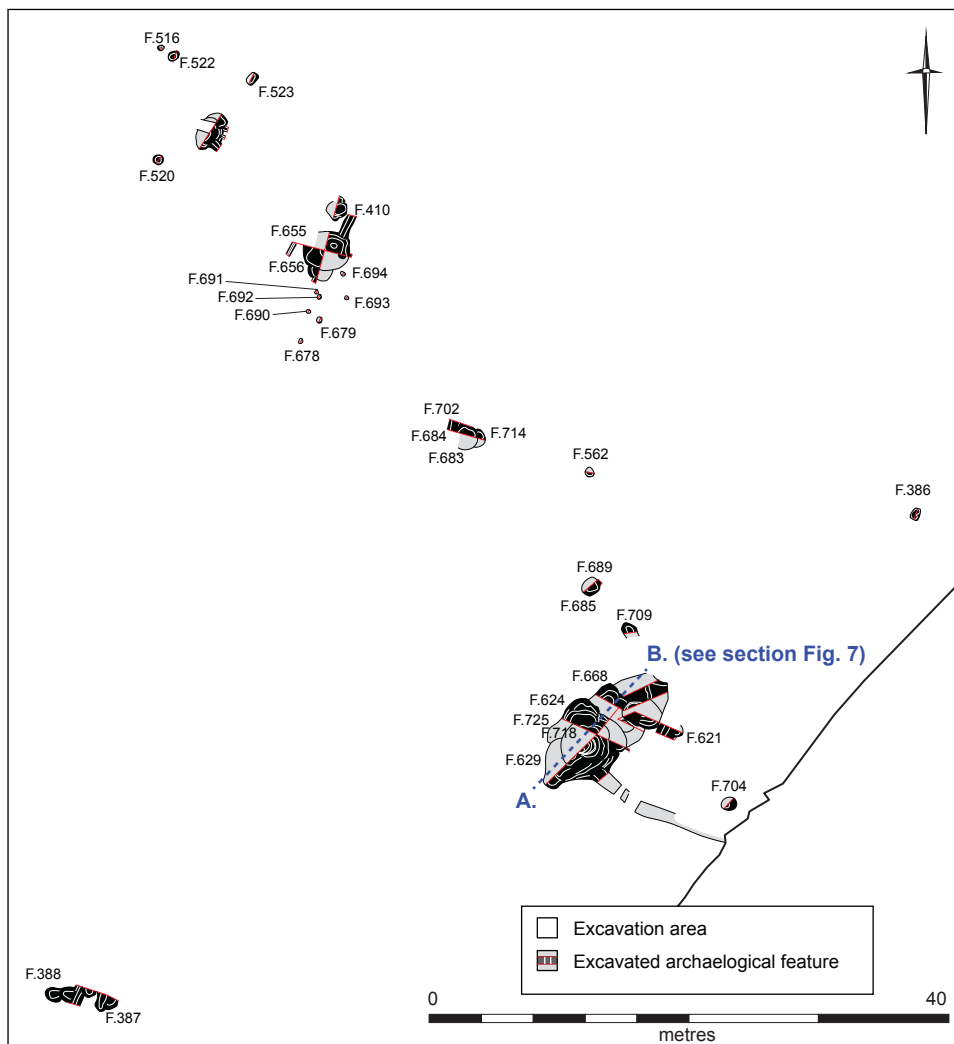 F.516
F.522
F.523
F.520
F.410
F.655
F.656
F.694
F.691
F.692
F.693
F.690
F.679
F.678
F.702
F.684
F.714
F.683
F.562
F.386
F.689
F.685
F.709
B. (see section Fig. 7)
F.668
F.624
F.725
F.718
F.621
F.629
A.
F.704
Excavation area
Excavated archaelogical feature
F.388
F.387
0
40
metres